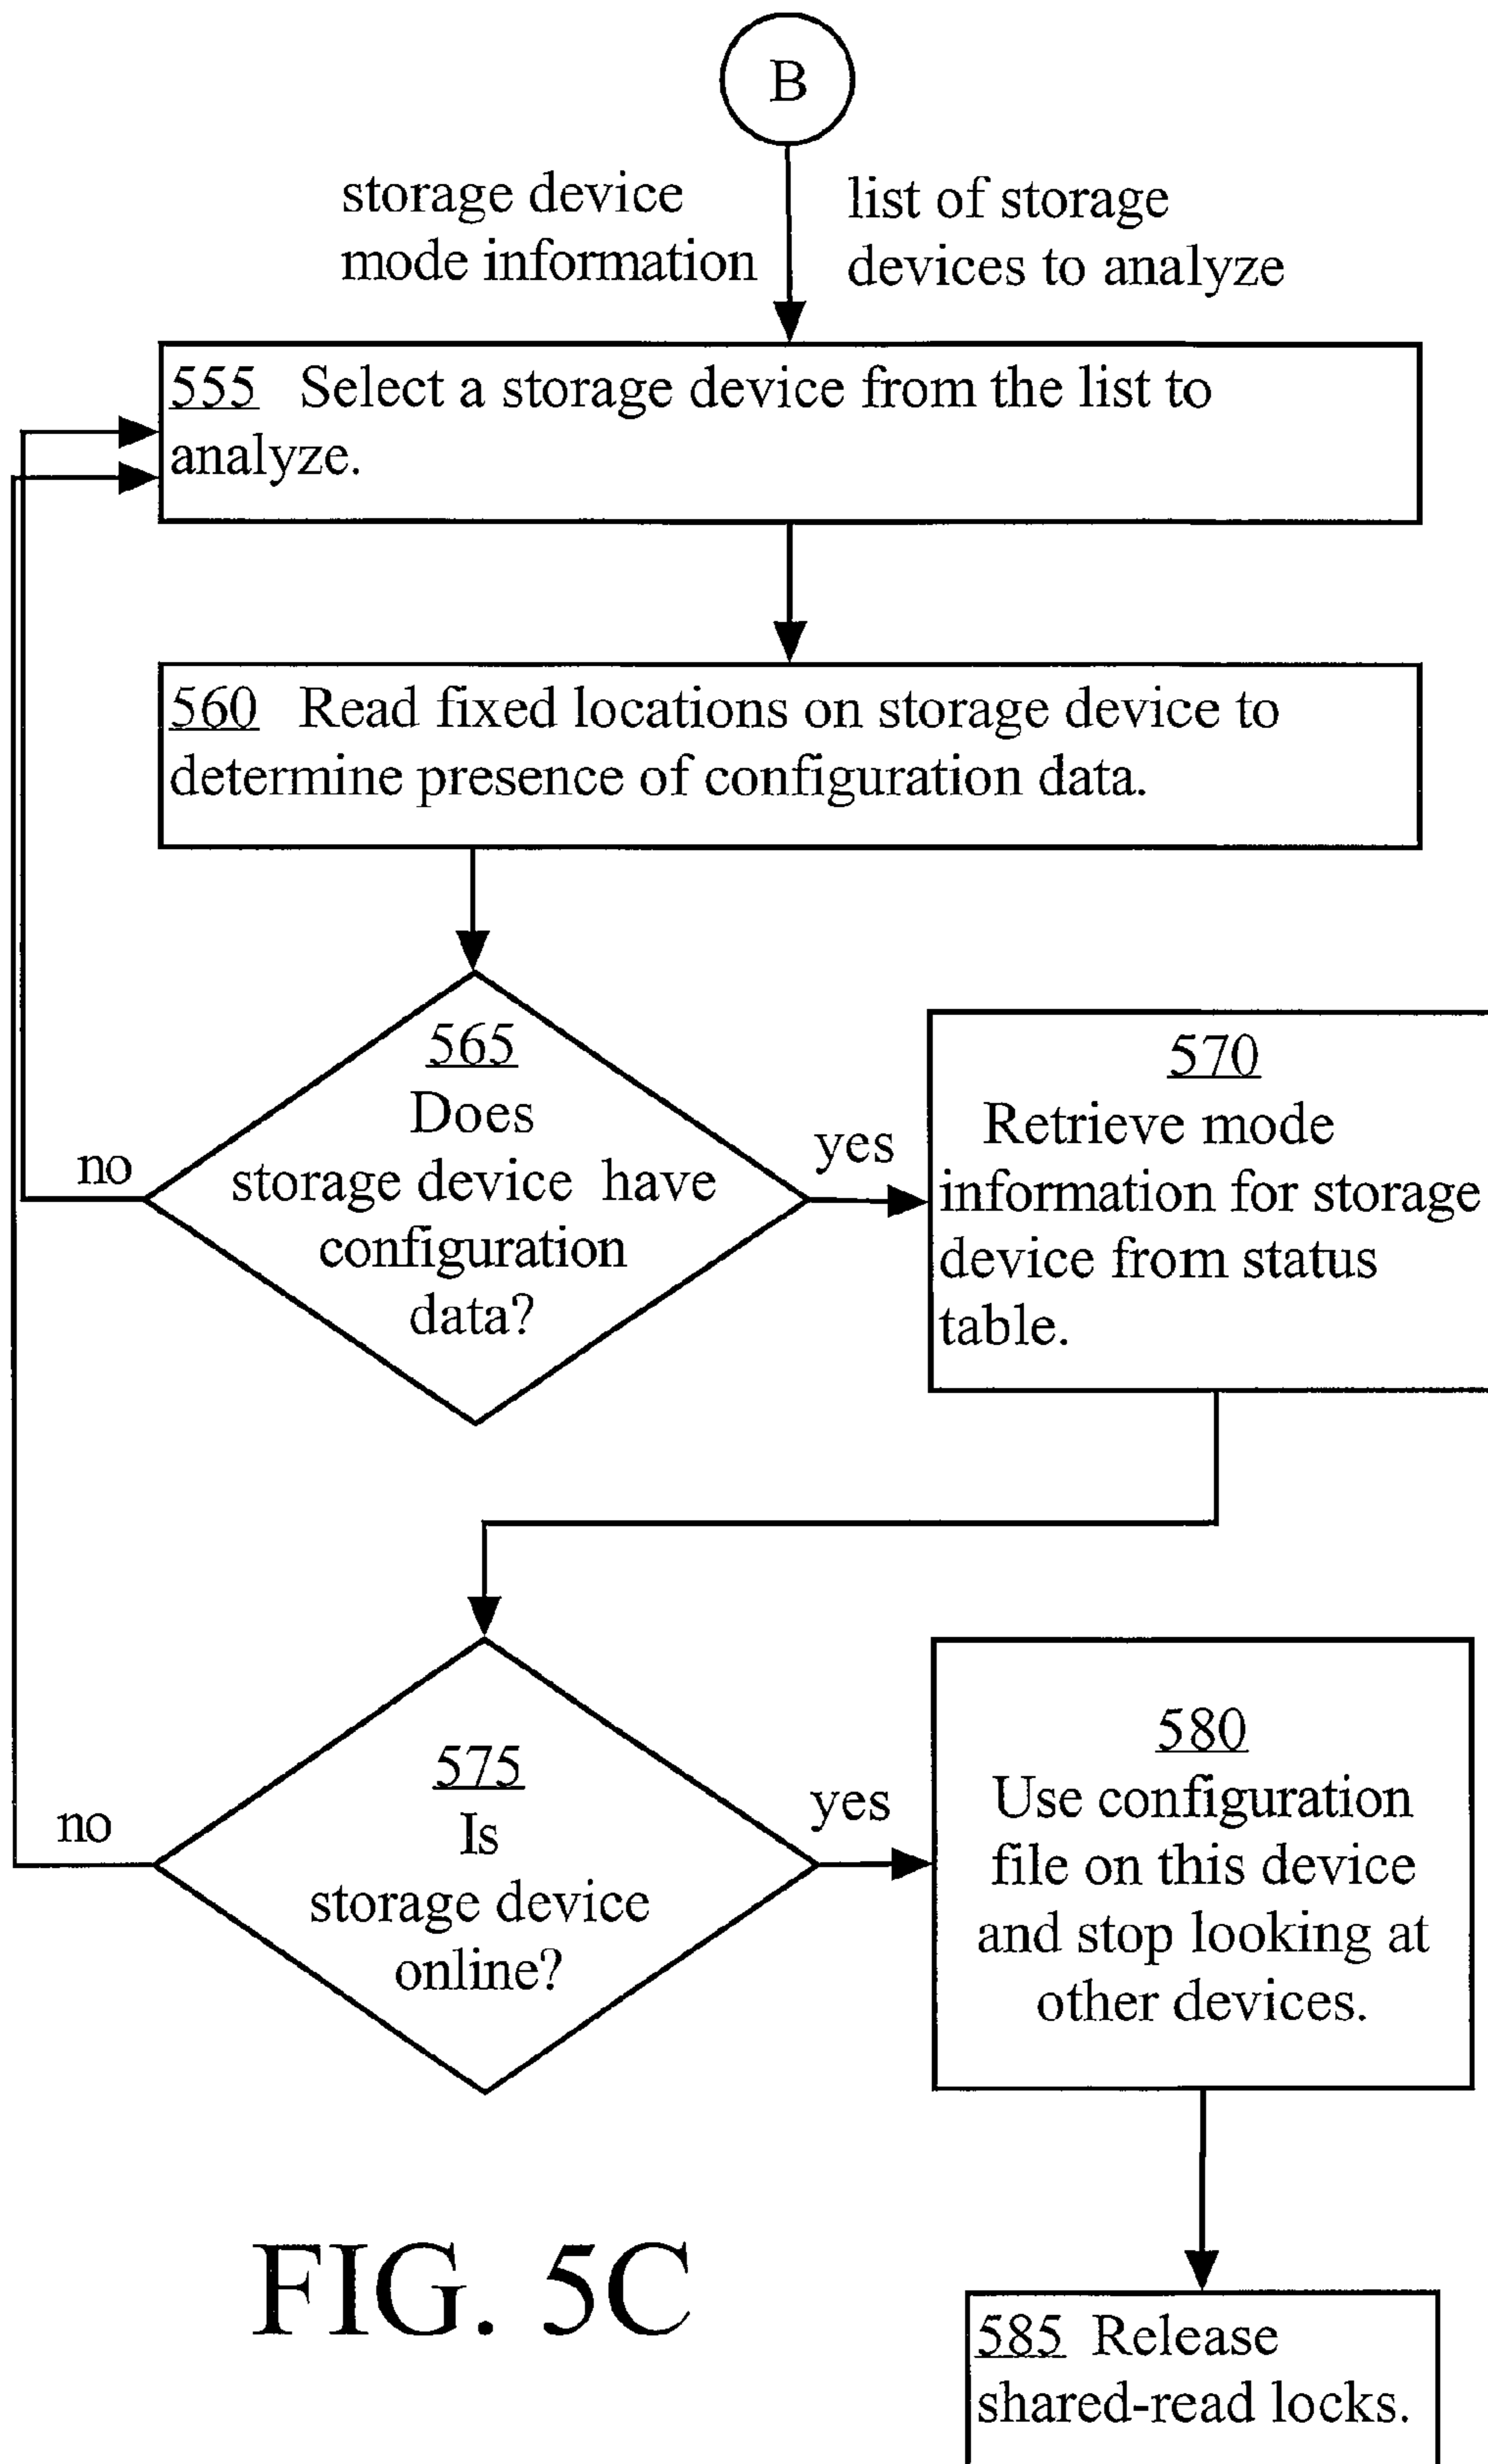 B
storage device
mode information
list of storage
devices to analyze
555 Select a storage device from the list to
analyze.
560 Read fixed locations on storage device to
determine presence of configuration data.
565
Does
storage device have
configuration
data?
no
yes
570
Retrieve mode
information for storage
device from status
table.
575
Is
storage device
online?
no
yes
580
Use configuration
file on this device
and stop looking at
other devices.
585 Release
shared-read locks.
FIG. 5C